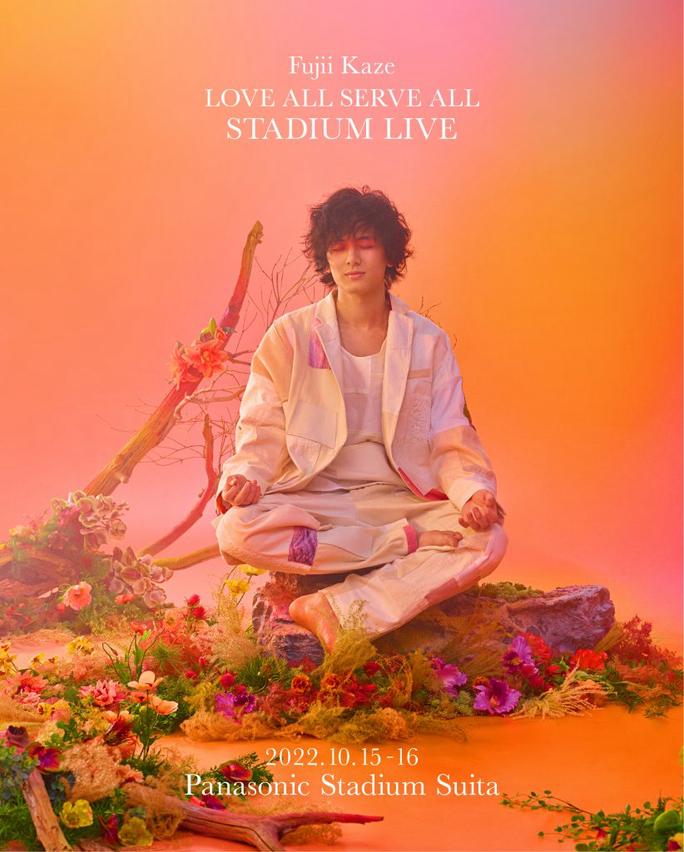 Fujii Kaze
LOVE ALL SERVE ALL
STADIUM LIVE
2022.10.15-16
Panasonic Stadium Suita